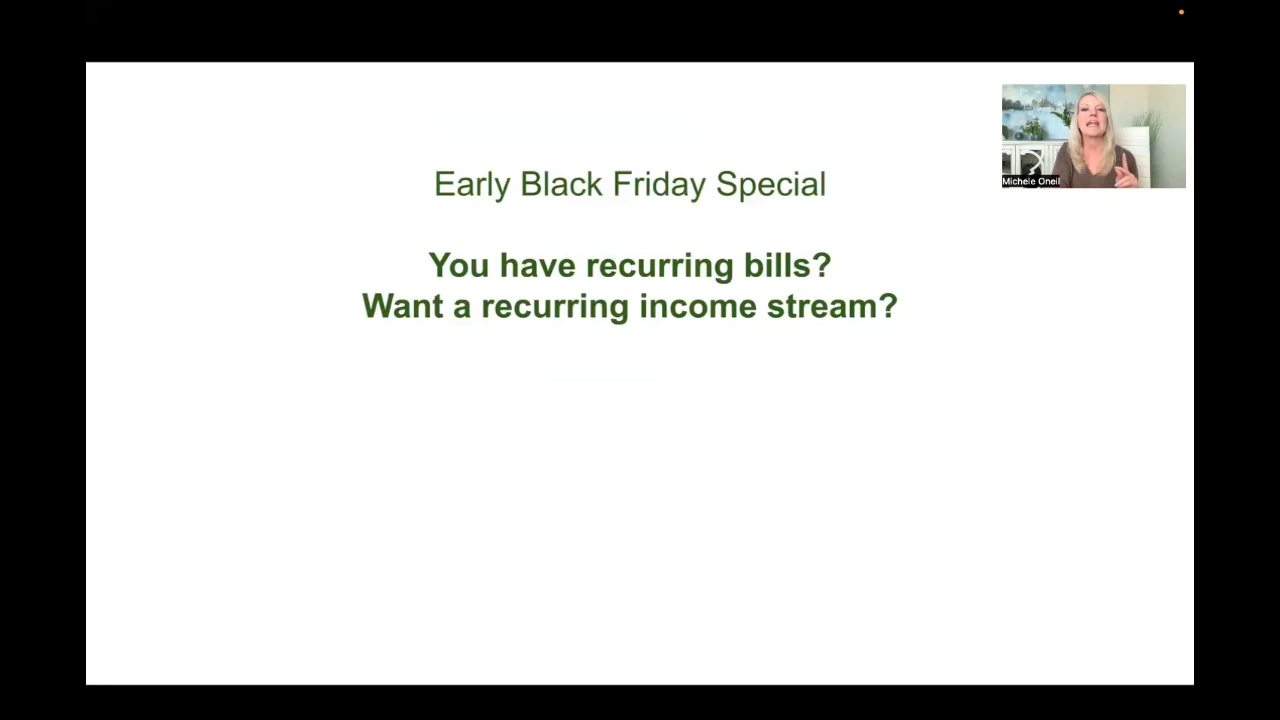 Early Black Friday Special
You have recurring bills?
Want a recurring income stream?
Michele Oneil